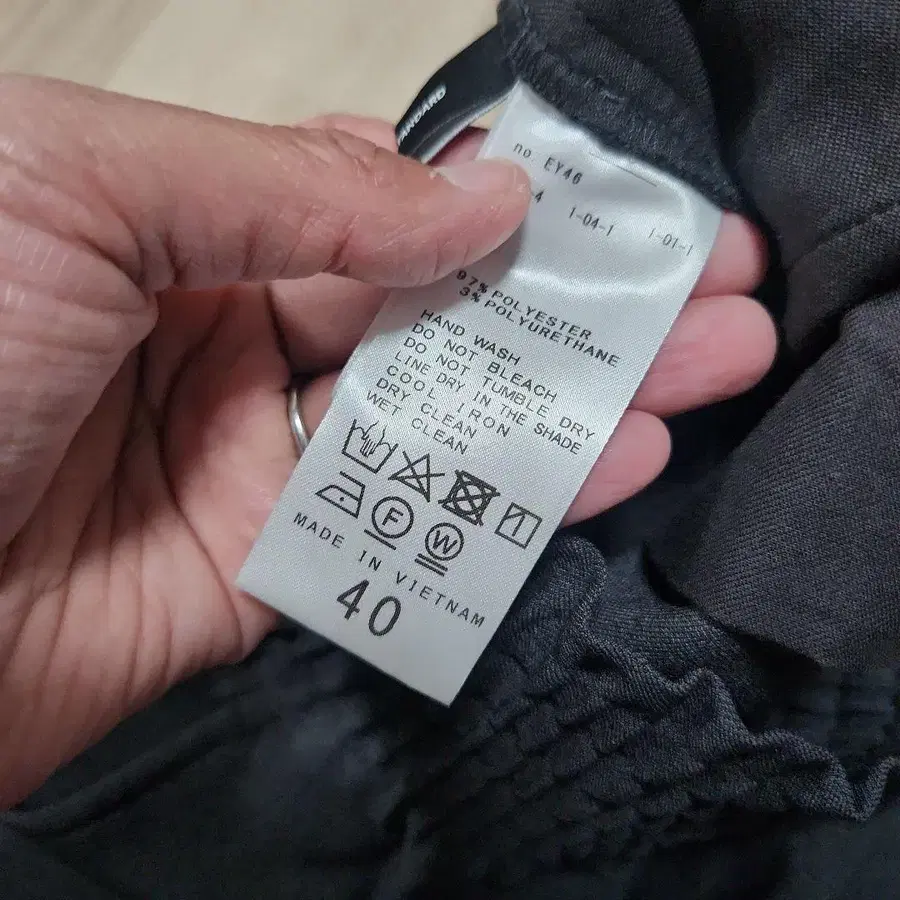 no. EY46
4 1-04-1 1-01-1
97% POLYESTER
3% POLYURETHANE
HAND WASH
DO NOT BLEACH
DO NOT TUMBLE DRY
LINE DRY IN THE SHADE
COOL IRON
DRY CLEAN
WET CLEAN
F
W
MADE IN VIETNAM
40